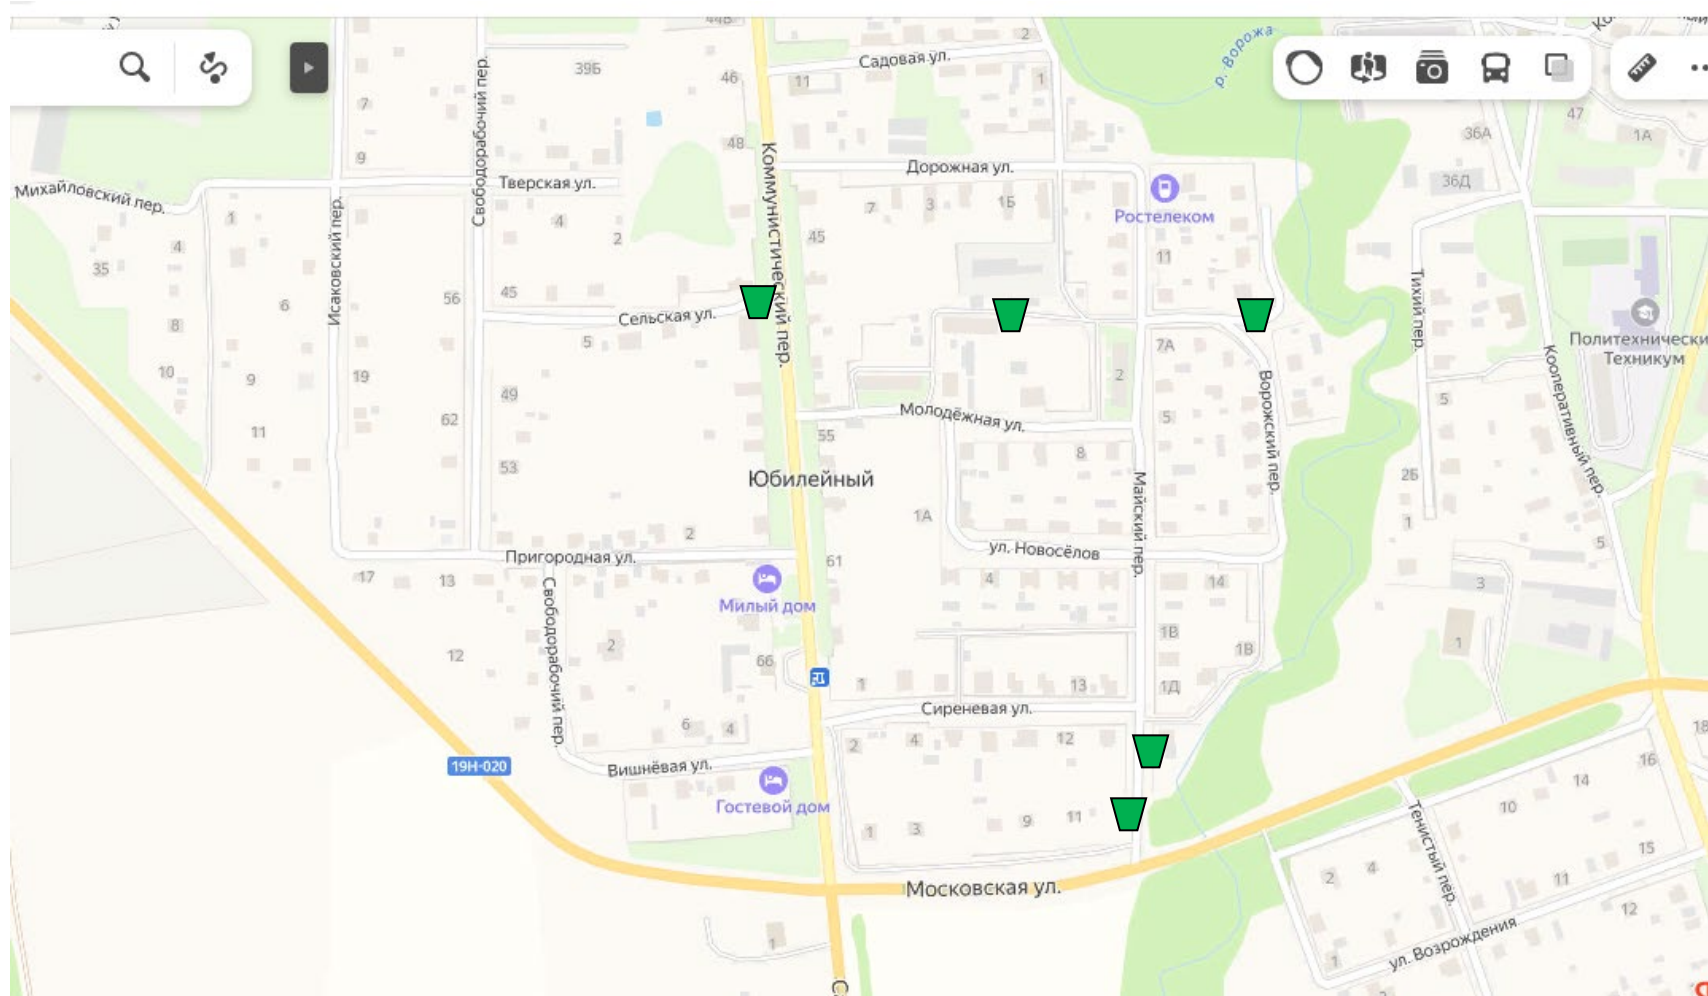 44В
2
Садовая ул.
р. Ворожа
39Б
46
11
1
7
47
1А
36А
48
9
Свободорабочий пер.
Коммунистический пер.
Дорожная ул.
Михайловский пер.
Тверская ул.
36Д
Ростелеком
1
4
7
3
1Б
Исаковский пер.
2
45
4
35
11
Тихий пер.
6
56
45
Сельская ул.
8
5
Политехнически
Техникум
7А
10
9
19
49
2
Ворожский пер.
Кооперативный пер.
5
62
Молодёжная ул.
5
11
55
8
53
Юбилейный
Майский пер.
2Б
1А
1
2
5
Пригородная ул.
ул. Новосёлов
61
17
13
4
14
3
Милый дом
Свободорабочий пер.
2
1В
1В
1
12
66
1
13
1Д
Сиреневая ул.
6
4
2
4
12
18
19Н-020
Вишнёвая ул.
16
Гостевой дом
14
10
1
3
9
11
Тенистый пер.
15
2
4
11
Московская ул.
12
1
ул. Возрождения
1
2